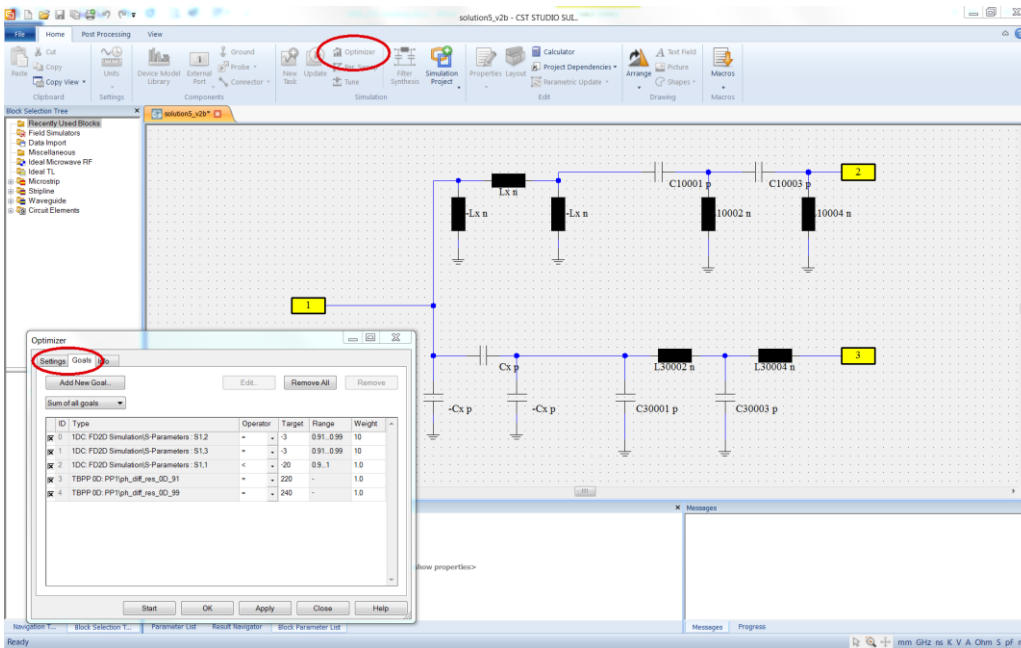 solution5_v2b - CST STUDIO SUI...
File Home Post Processing View
Paste
Cut
Copy
Copy View
Clipboard
Units
Settings
Device Model Library
External Port
Ground
Probe
Connector
Components
New Task
Update
Optimizer
Par. Sweep
Tune
Filter Synthesis
Simulation Project
Simulation
Properties
Layout
Calculator
Project Dependencies
Parametric Update
Edit
Arrange
Text Field
Picture
Shapes
Drawing
Macros
Macros
Block Selection Tree
solution5_v2b*
Recently Used Blocks
Field Simulators
Data Import
Miscellaneous
Ideal Microwave RF
Ideal TL
Microstrip
Stripline
Waveguide
Circuit Elements
Lx n
-Lx n
-Lx n
C10001 p
C10003 p
2
10002 n
10004 n
1
Cx p
-Cx p
-Cx p
C30001 p
L30002 n
C30003 p
L30004 n
3
Optimizer
Settings Goals Info
Add New Goal... Edit... Remove All Remove
Sum of all goals
ID Type Operator Target Range Weight
0 1DC: FD2D Simulation\S-Parameters : S1,2 = -3 0.91..0.99 10
1 1DC: FD2D Simulation\S-Parameters : S1,3 = -3 0.91..0.99 10
2 1DC: FD2D Simulation\S-Parameters : S1,1 < -20 0.9..1 1.0
3 TBPP 0D: PP1\ph_diff_res_0D_91 = 220 - 1.0
4 TBPP 0D: PP1\ph_diff_res_0D_99 = 240 - 1.0
Start OK Apply Close Help
show properties>
Messages
Navigation T... Block Selection T... Parameter List Result Navigator Block Parameter List
Messages Progress
Ready
mm GHz ns K V A Ohm S pF